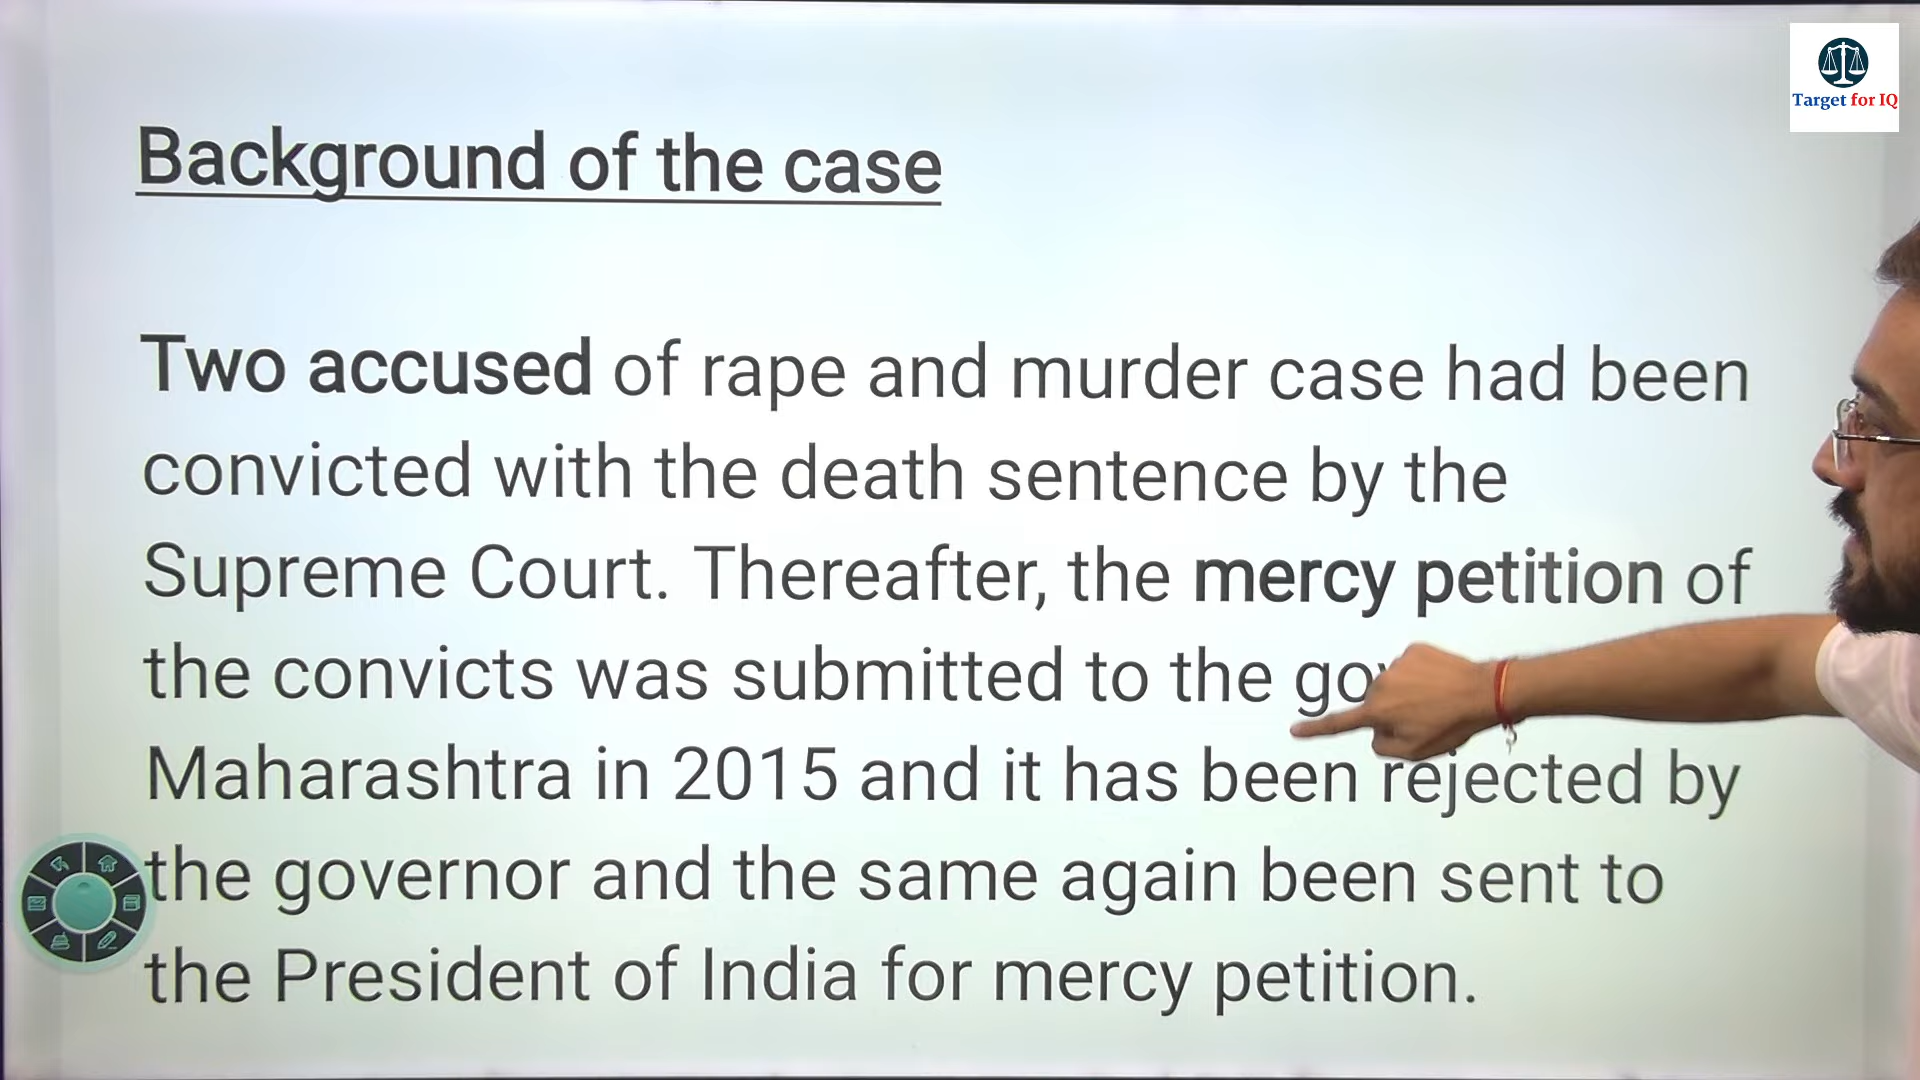 Target for IQ
Background of the case
Two accused of rape and murder case had been
convicted with the death sentence by the
Supreme Court. Thereafter, the mercy petition of
the convicts was submitted to the
Maharashtra in 2015 and it has been rejected by
the governor and the same again been sent to
the President of India for mercy petition.